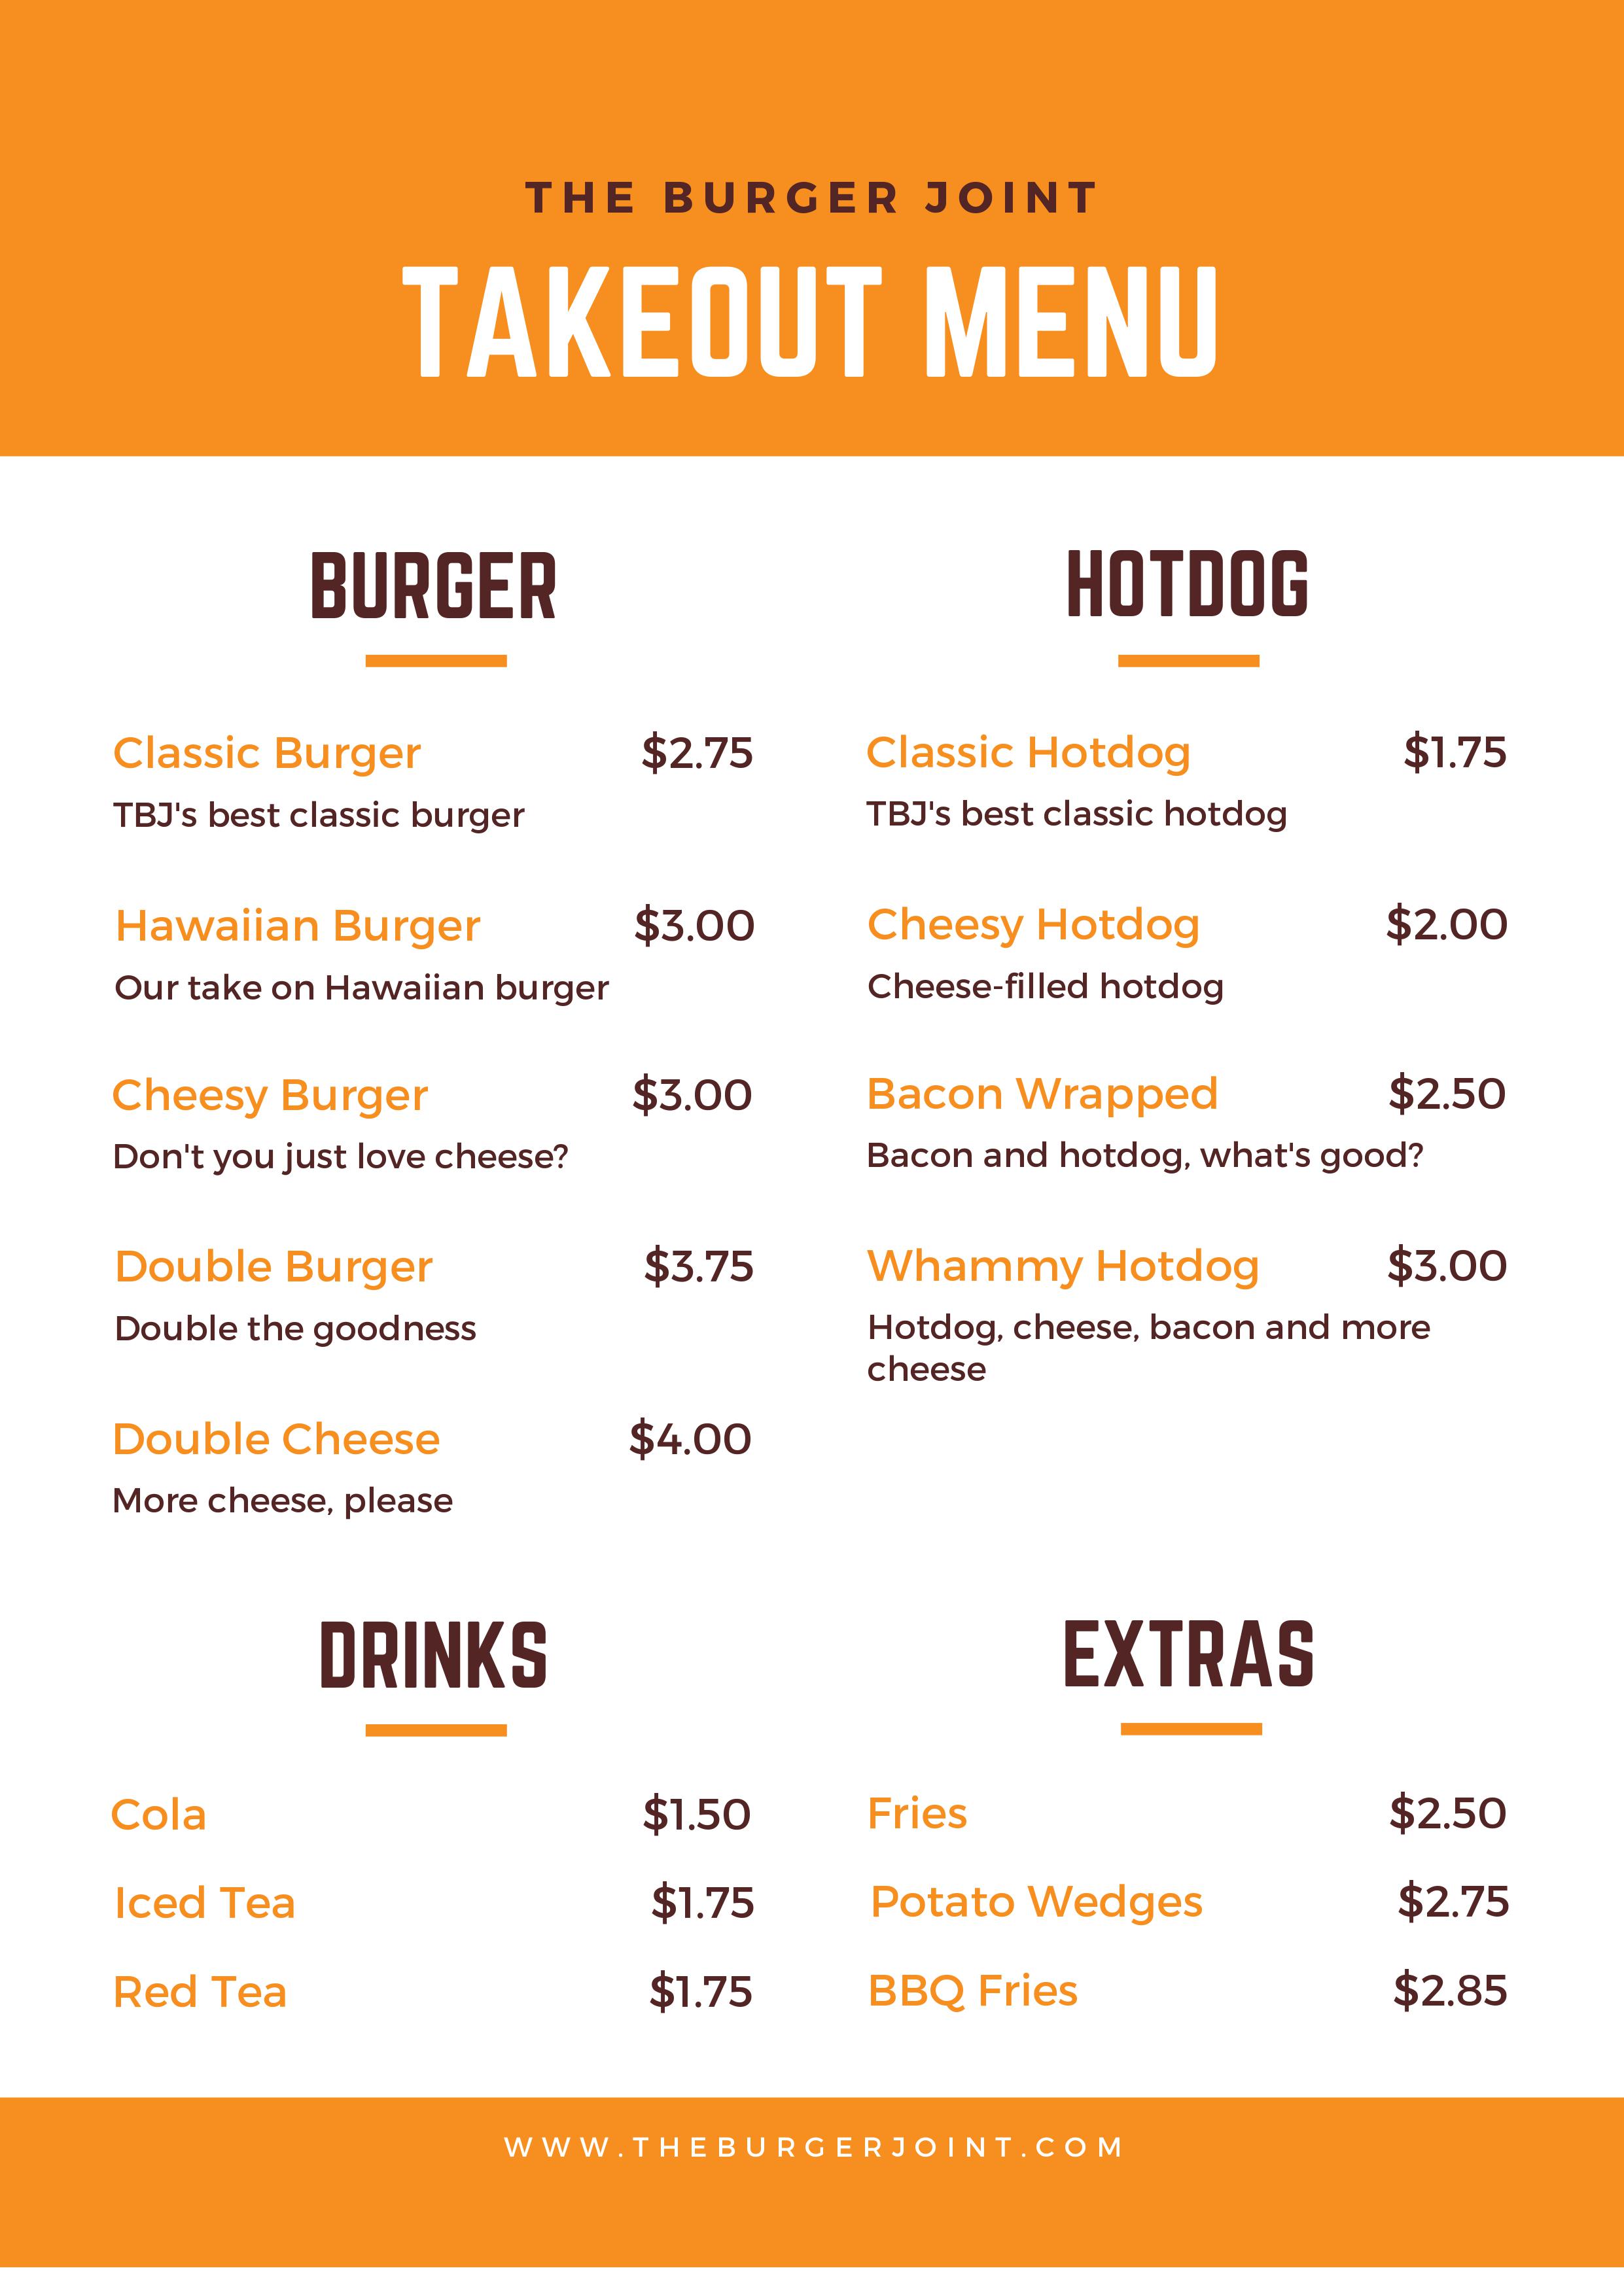 THE BURGER JOINT
TAKEOUT MENU
BURGER
Classic Burger $2.75
TBJ's best classic burger
Hawaiian Burger $3.00
Our take on Hawaiian burger
Cheesy Burger $3.00
Don't you just love cheese?
Double Burger $3.75
Double the goodness
Double Cheese $4.00
More cheese, please
HOTDOG
Classic Hotdog $1.75
TBJ's best classic hotdog
Cheesy Hotdog $2.00
Cheese-filled hotdog
Bacon Wrapped $2.50
Bacon and hotdog, what's good?
Whammy Hotdog $3.00
Hotdog, cheese, bacon and more
cheese
DRINKS
Cola $1.50
Iced Tea $1.75
Red Tea $1.75
EXTRAS
Fries $2.50
Potato Wedges $2.75
BBQ Fries $2.85
WWW.THEBURGERJOINT.COM